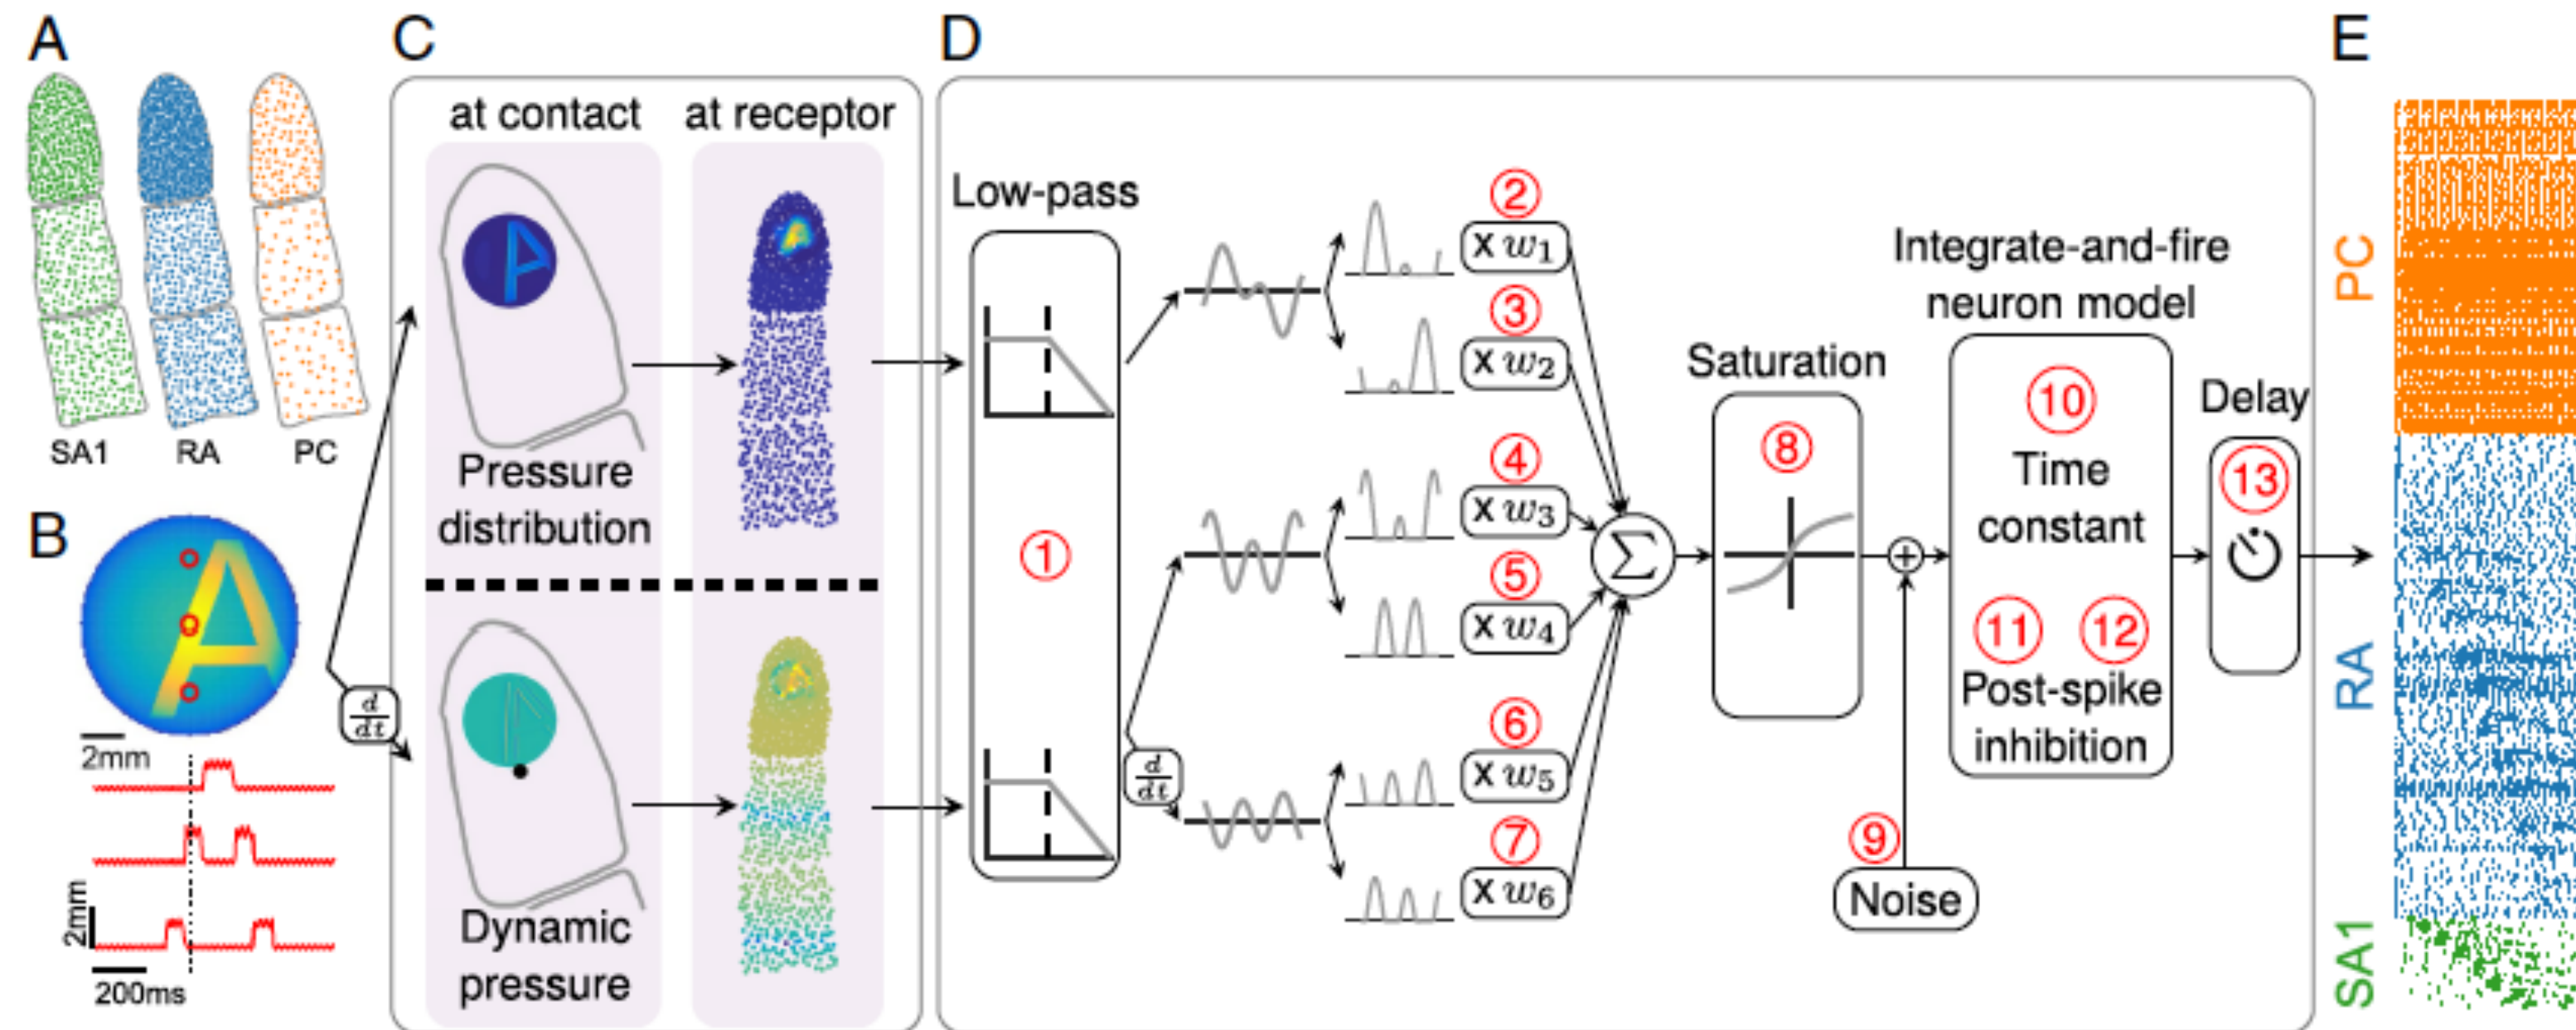 A
SA1 RA PC
B
2mm
2mm
200ms
C
at contact at receptor
Pressure
distribution
d/dt
Dynamic
pressure
D
Low-pass
①
d/dt
②
x w₁
③
x w₂
④
x w₃
⑤
x w₄
⑥
x w₅
⑦
x w₆
Σ
Saturation
⑧
+
⑨
Noise
Integrate-and-fire
neuron model
⑩
Time
constant
⑪ ⑫
Post-spike
inhibition
Delay
⑬
E
PC
RA
SA1